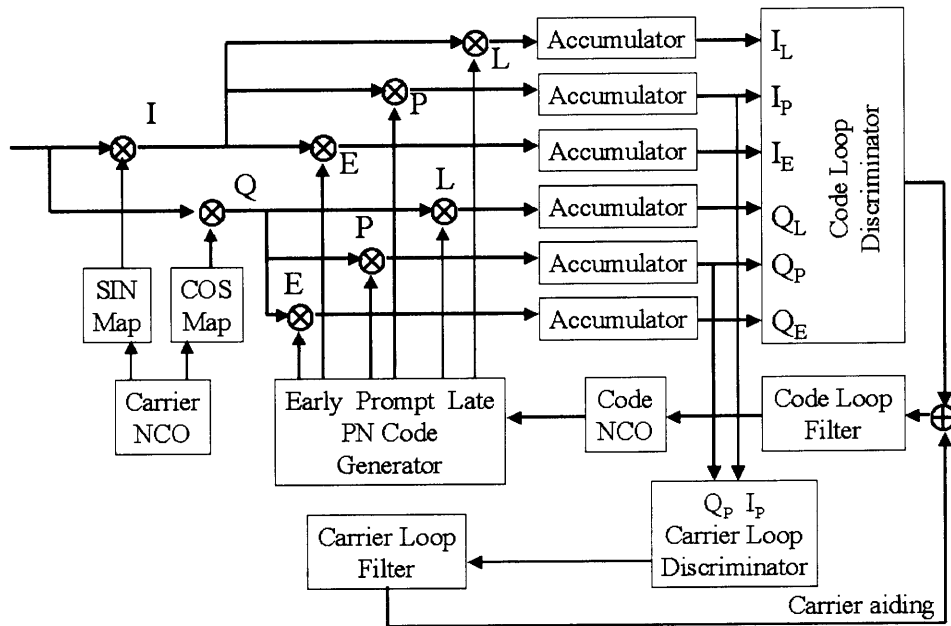 Accumulator
I_L
L
Accumulator
I_P
P
I
Accumulator
I_E
E
Code Loop
Discriminator
Q
L
Accumulator
Q_L
P
Accumulator
Q_P
E
Accumulator
Q_E
SIN
Map
COS
Map
Carrier
NCO
Early Prompt Late
PN Code
Generator
Code
NCO
Code Loop
Filter
Q_P I_P
Carrier Loop
Discriminator
Carrier Loop
Filter
Carrier aiding